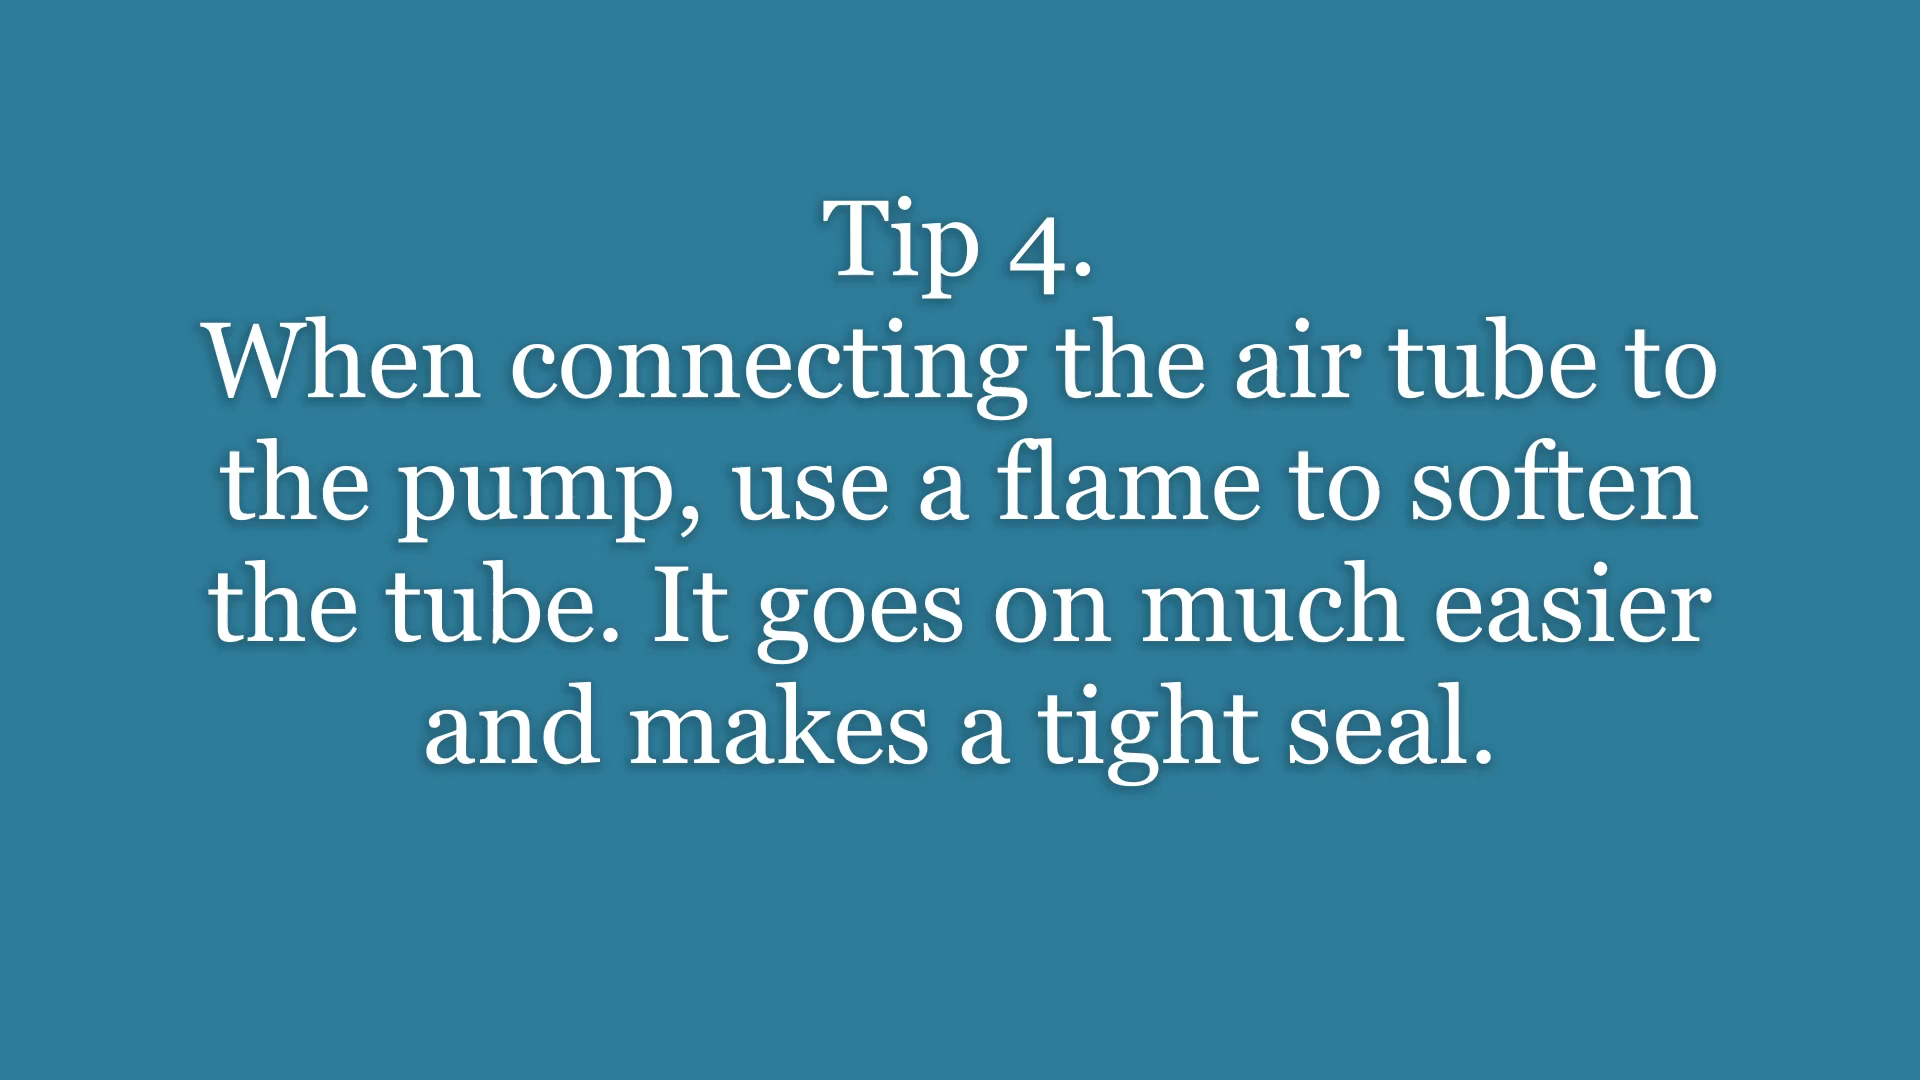 Tip 4.
When connecting the air tube to
the pump, use a flame to soften
the tube. It goes on much easier
and makes a tight seal.